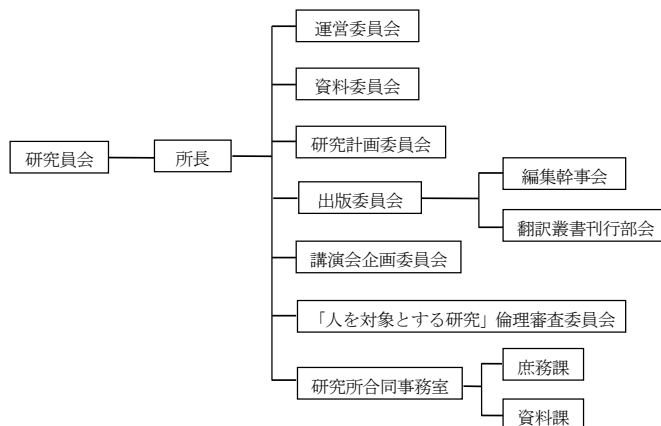 運営委員会
資料委員会
研究計画委員会
研究員会
所長
出版委員会
編集幹事会
翻訳叢書刊行部会
講演会企画委員会
「人を対象とする研究」倫理審査委員会
研究所合同事務室
庶務課
資料課